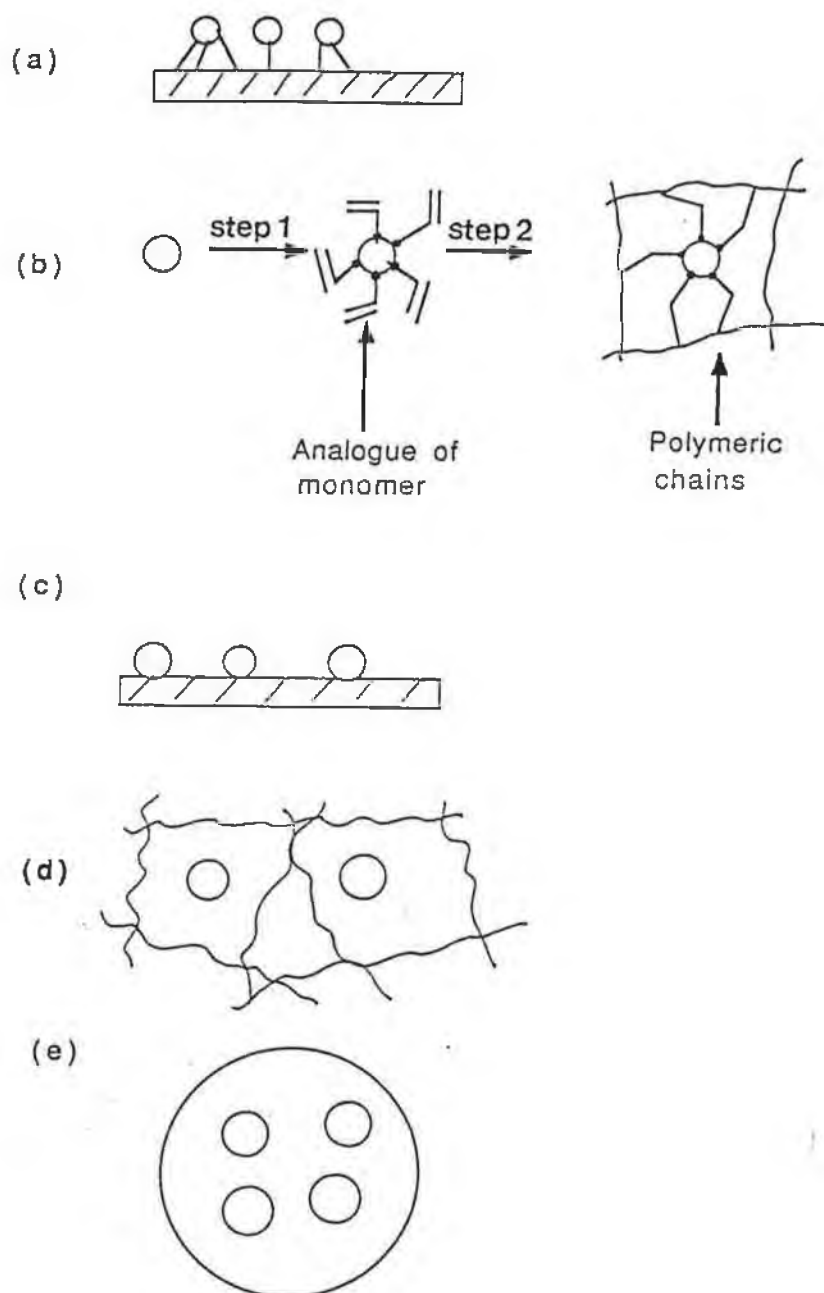 (a)
(b)
step 1
step 2
Analogue of
monomer
Polymeric
chains
(c)
(d)
(e)